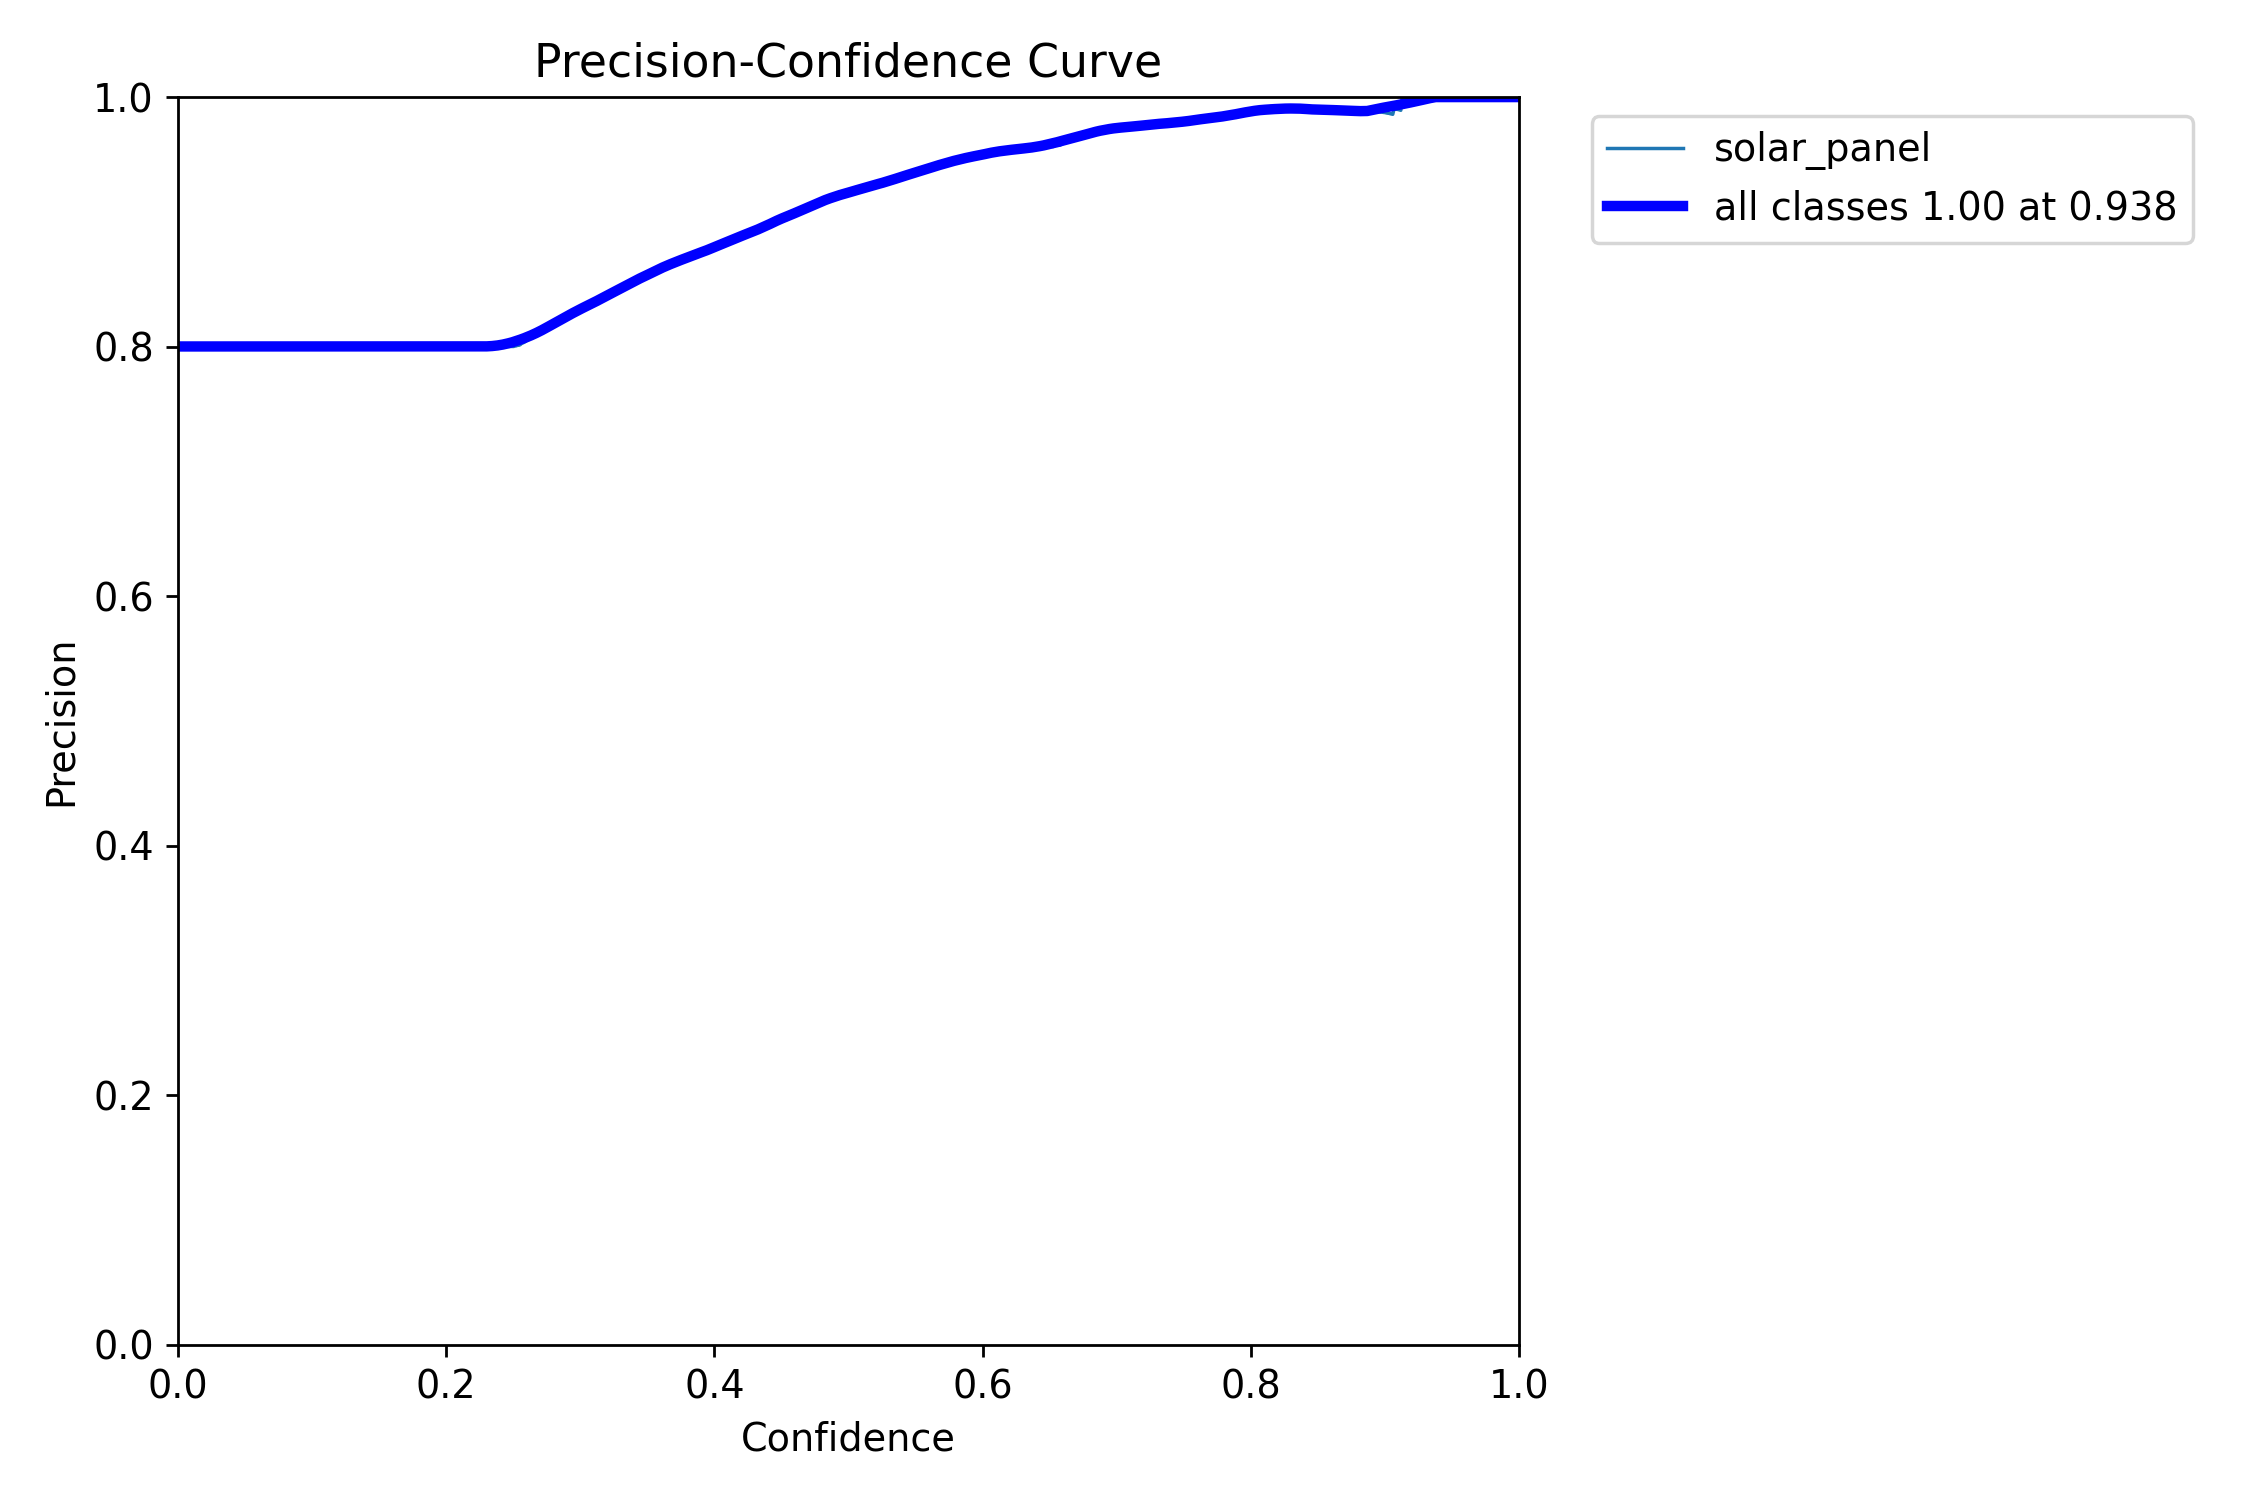 Precision-Confidence Curve
1.0
0.8
0.6
0.4
0.2
0.0
Precision
0.0 0.2 0.4 0.6 0.8 1.0
Confidence
solar_panel
all classes 1.00 at 0.938